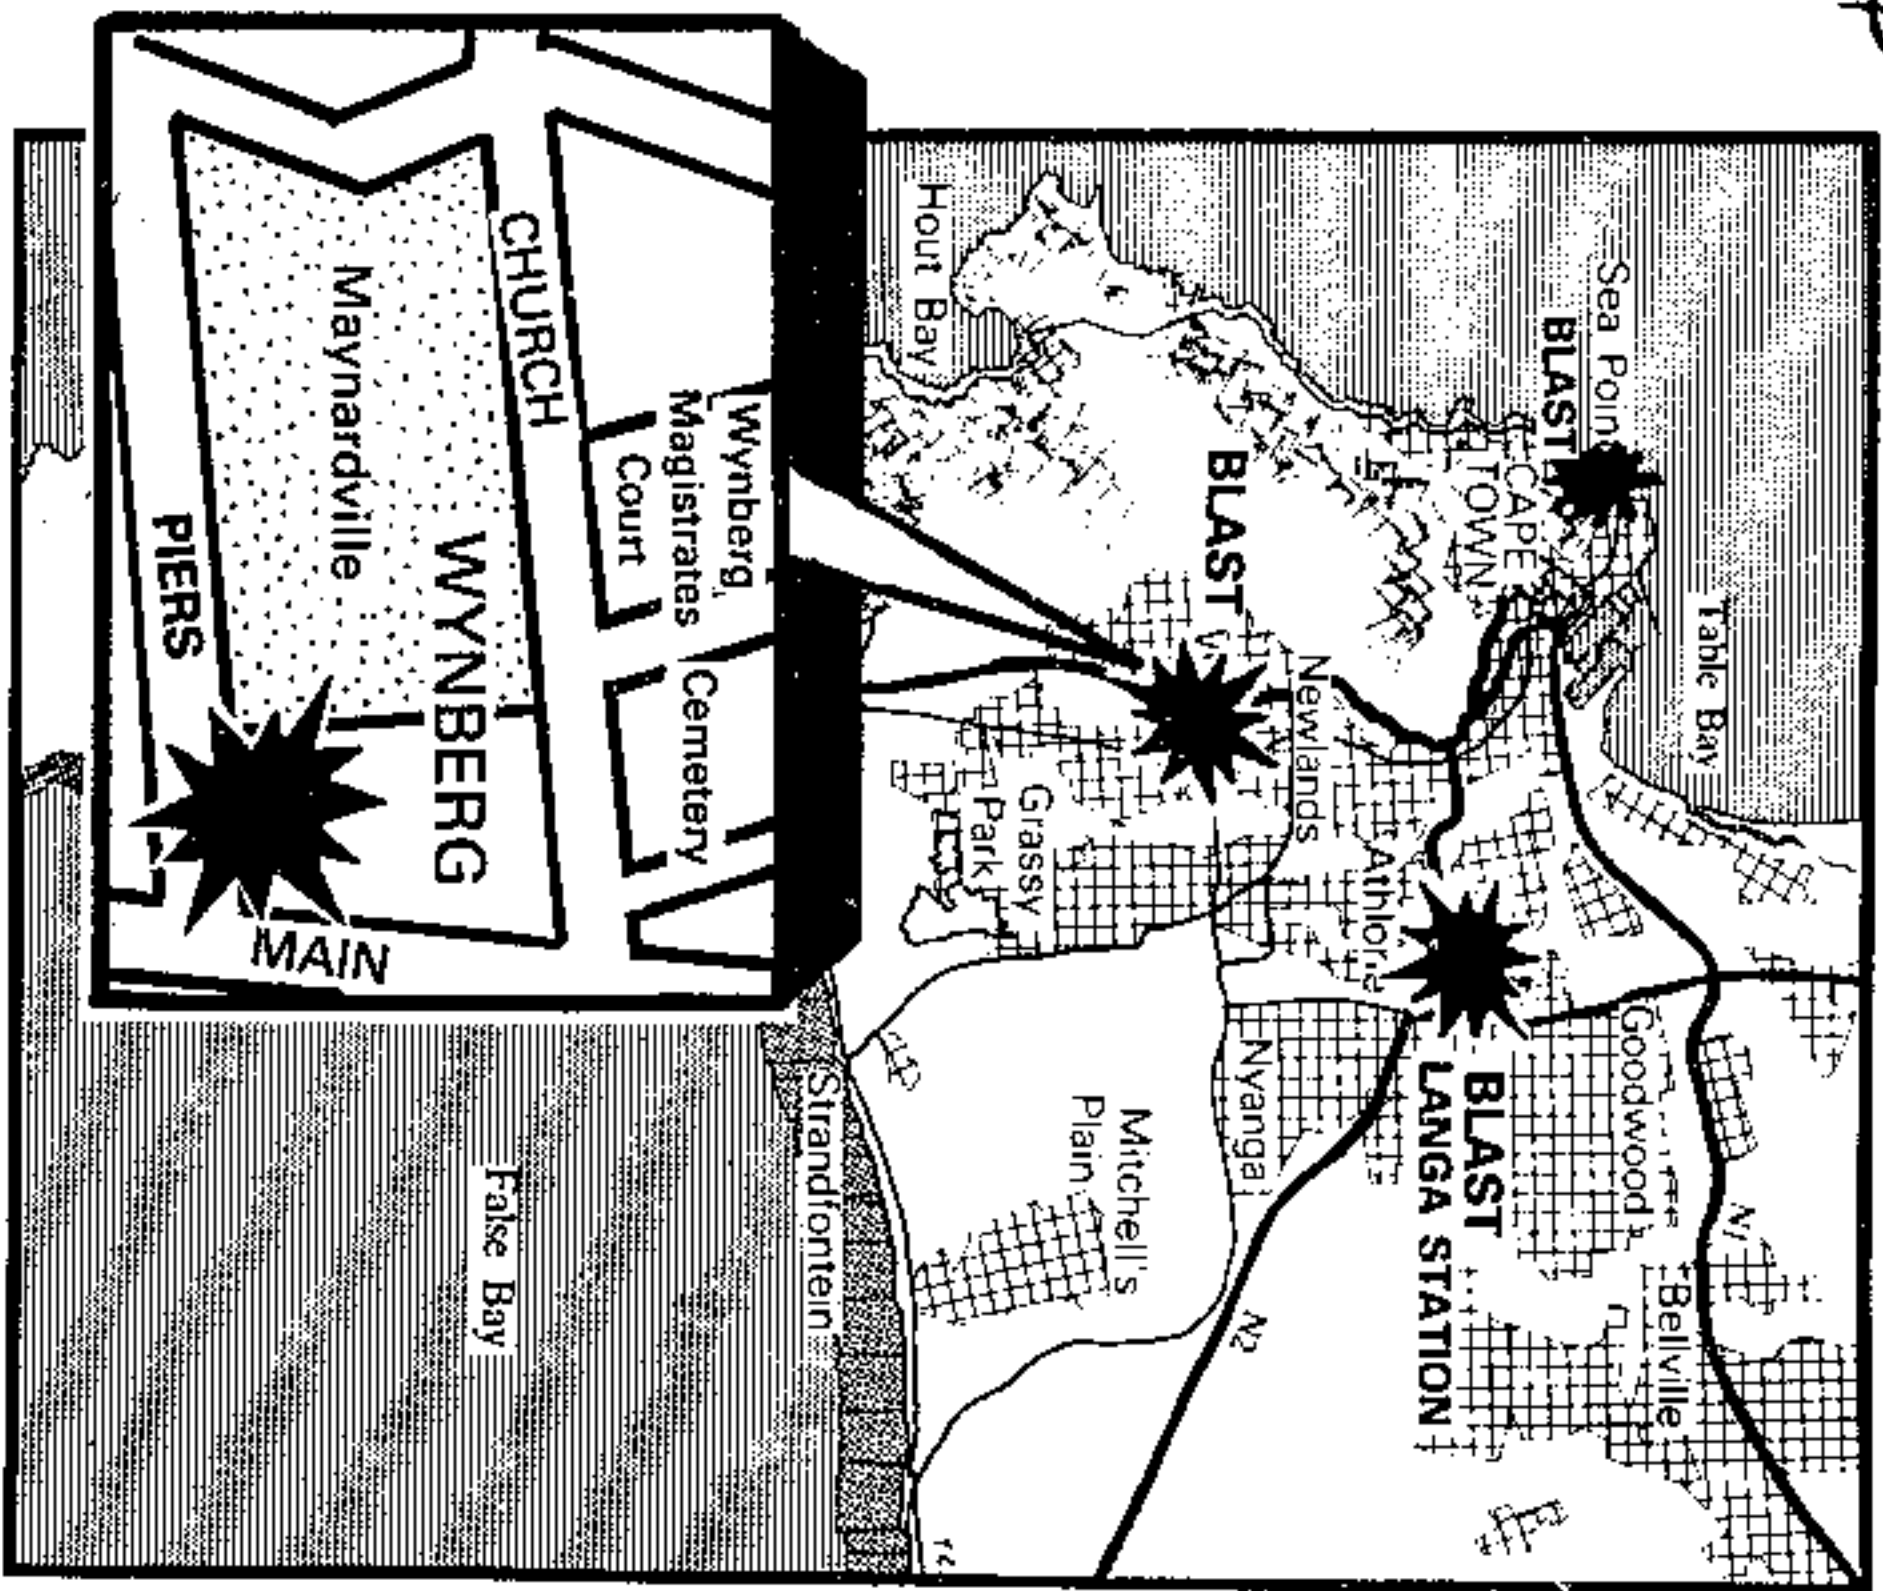 Sea Point
BLAST
Table Bay
CAPE
TOWN
Hout Bay
BLAST
Newlands
Athlone
Goodwood
N1
Bellville
BLAST
LANGA STATION
Nyanga
N2
Grassy
Park
Mitchell's
Plain
Strandfontein
False Bay
Wynberg
Magistrates
Court
Cemetery
CHURCH
WYNBERG
Maynardville
PIERS
MAIN